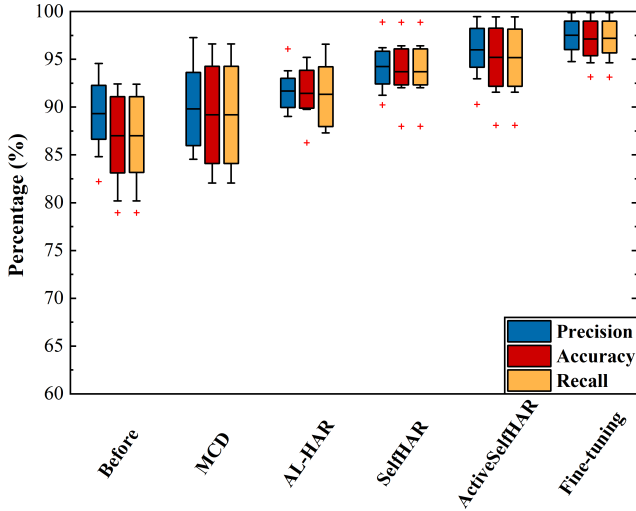 Percentage (%)
100
95
90
85
80
75
70
65
60
Precision
Accuracy
Recall
Before
MCD
AL-HAR
SelfHAR
ActiveSelfHAR
Fine-tuning